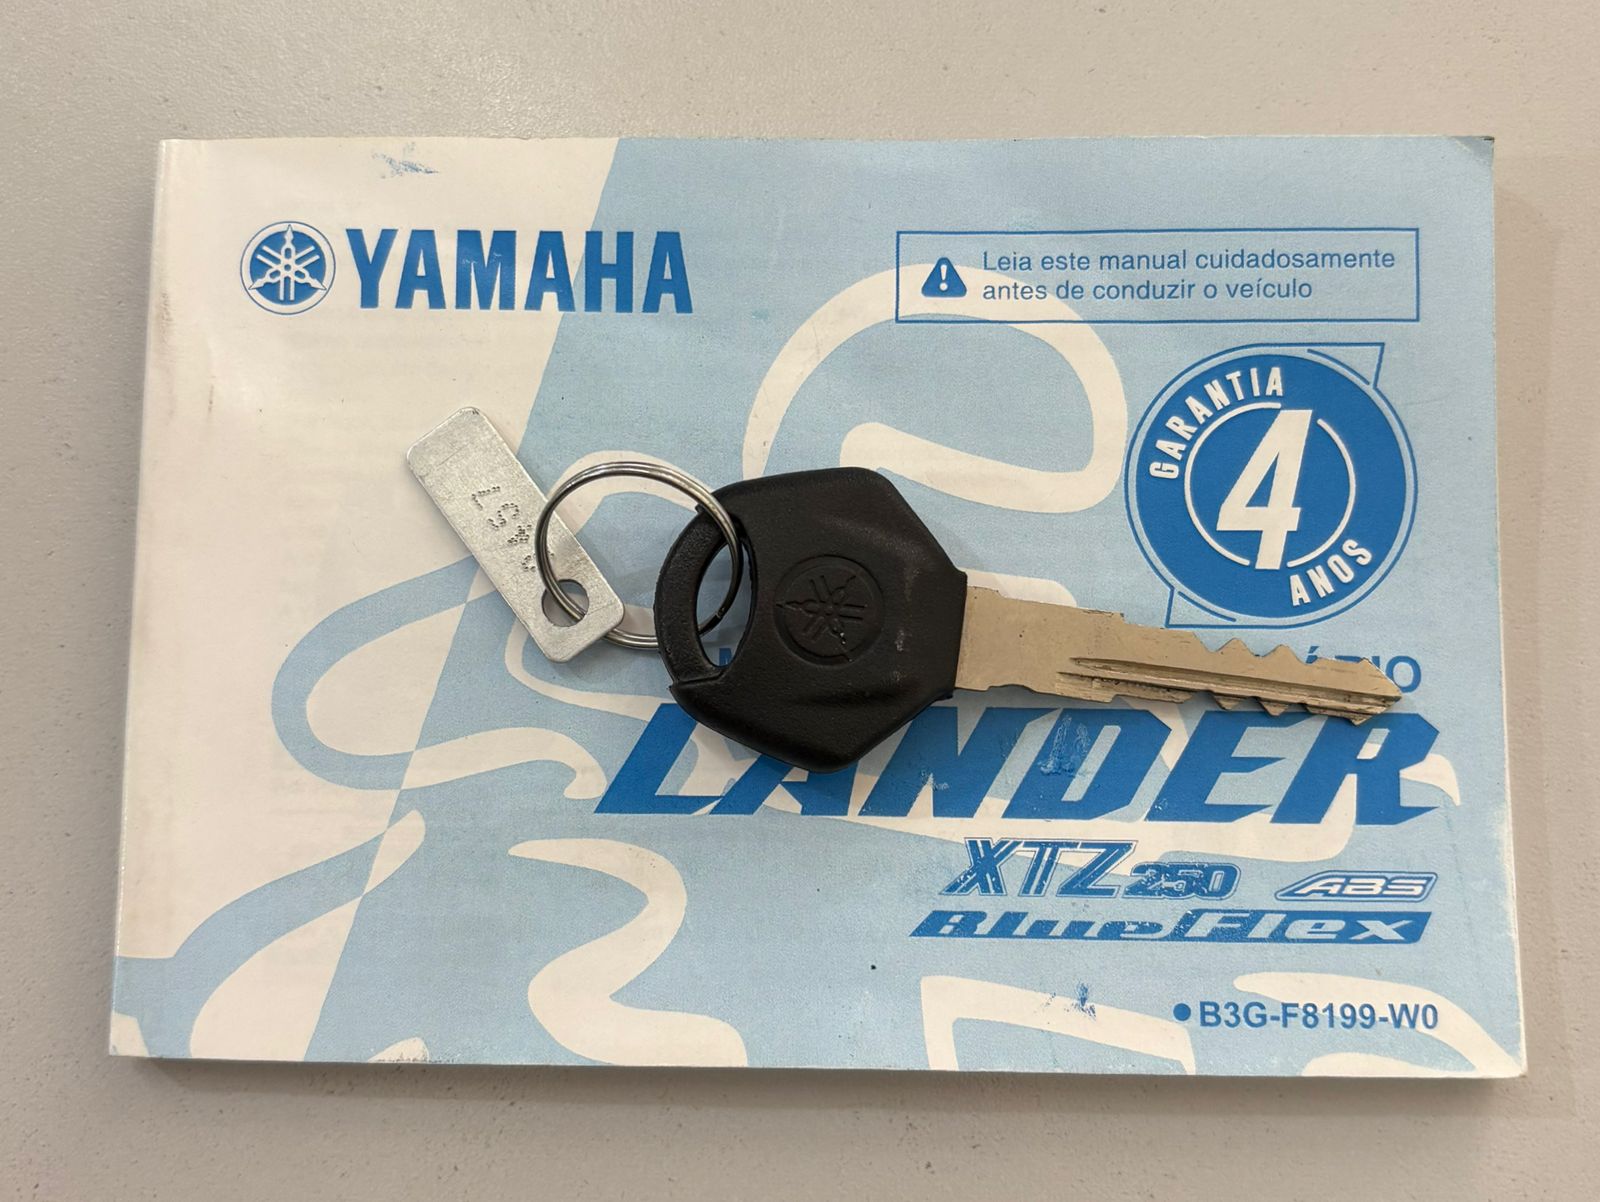 YAMAHA
Leia este manual cuidadosamente
antes de conduzir o veículo
GARANTIA
4
ANOS
LANDER
XTZ 250 ABS
BlueFlex
B3G-F8199-W0